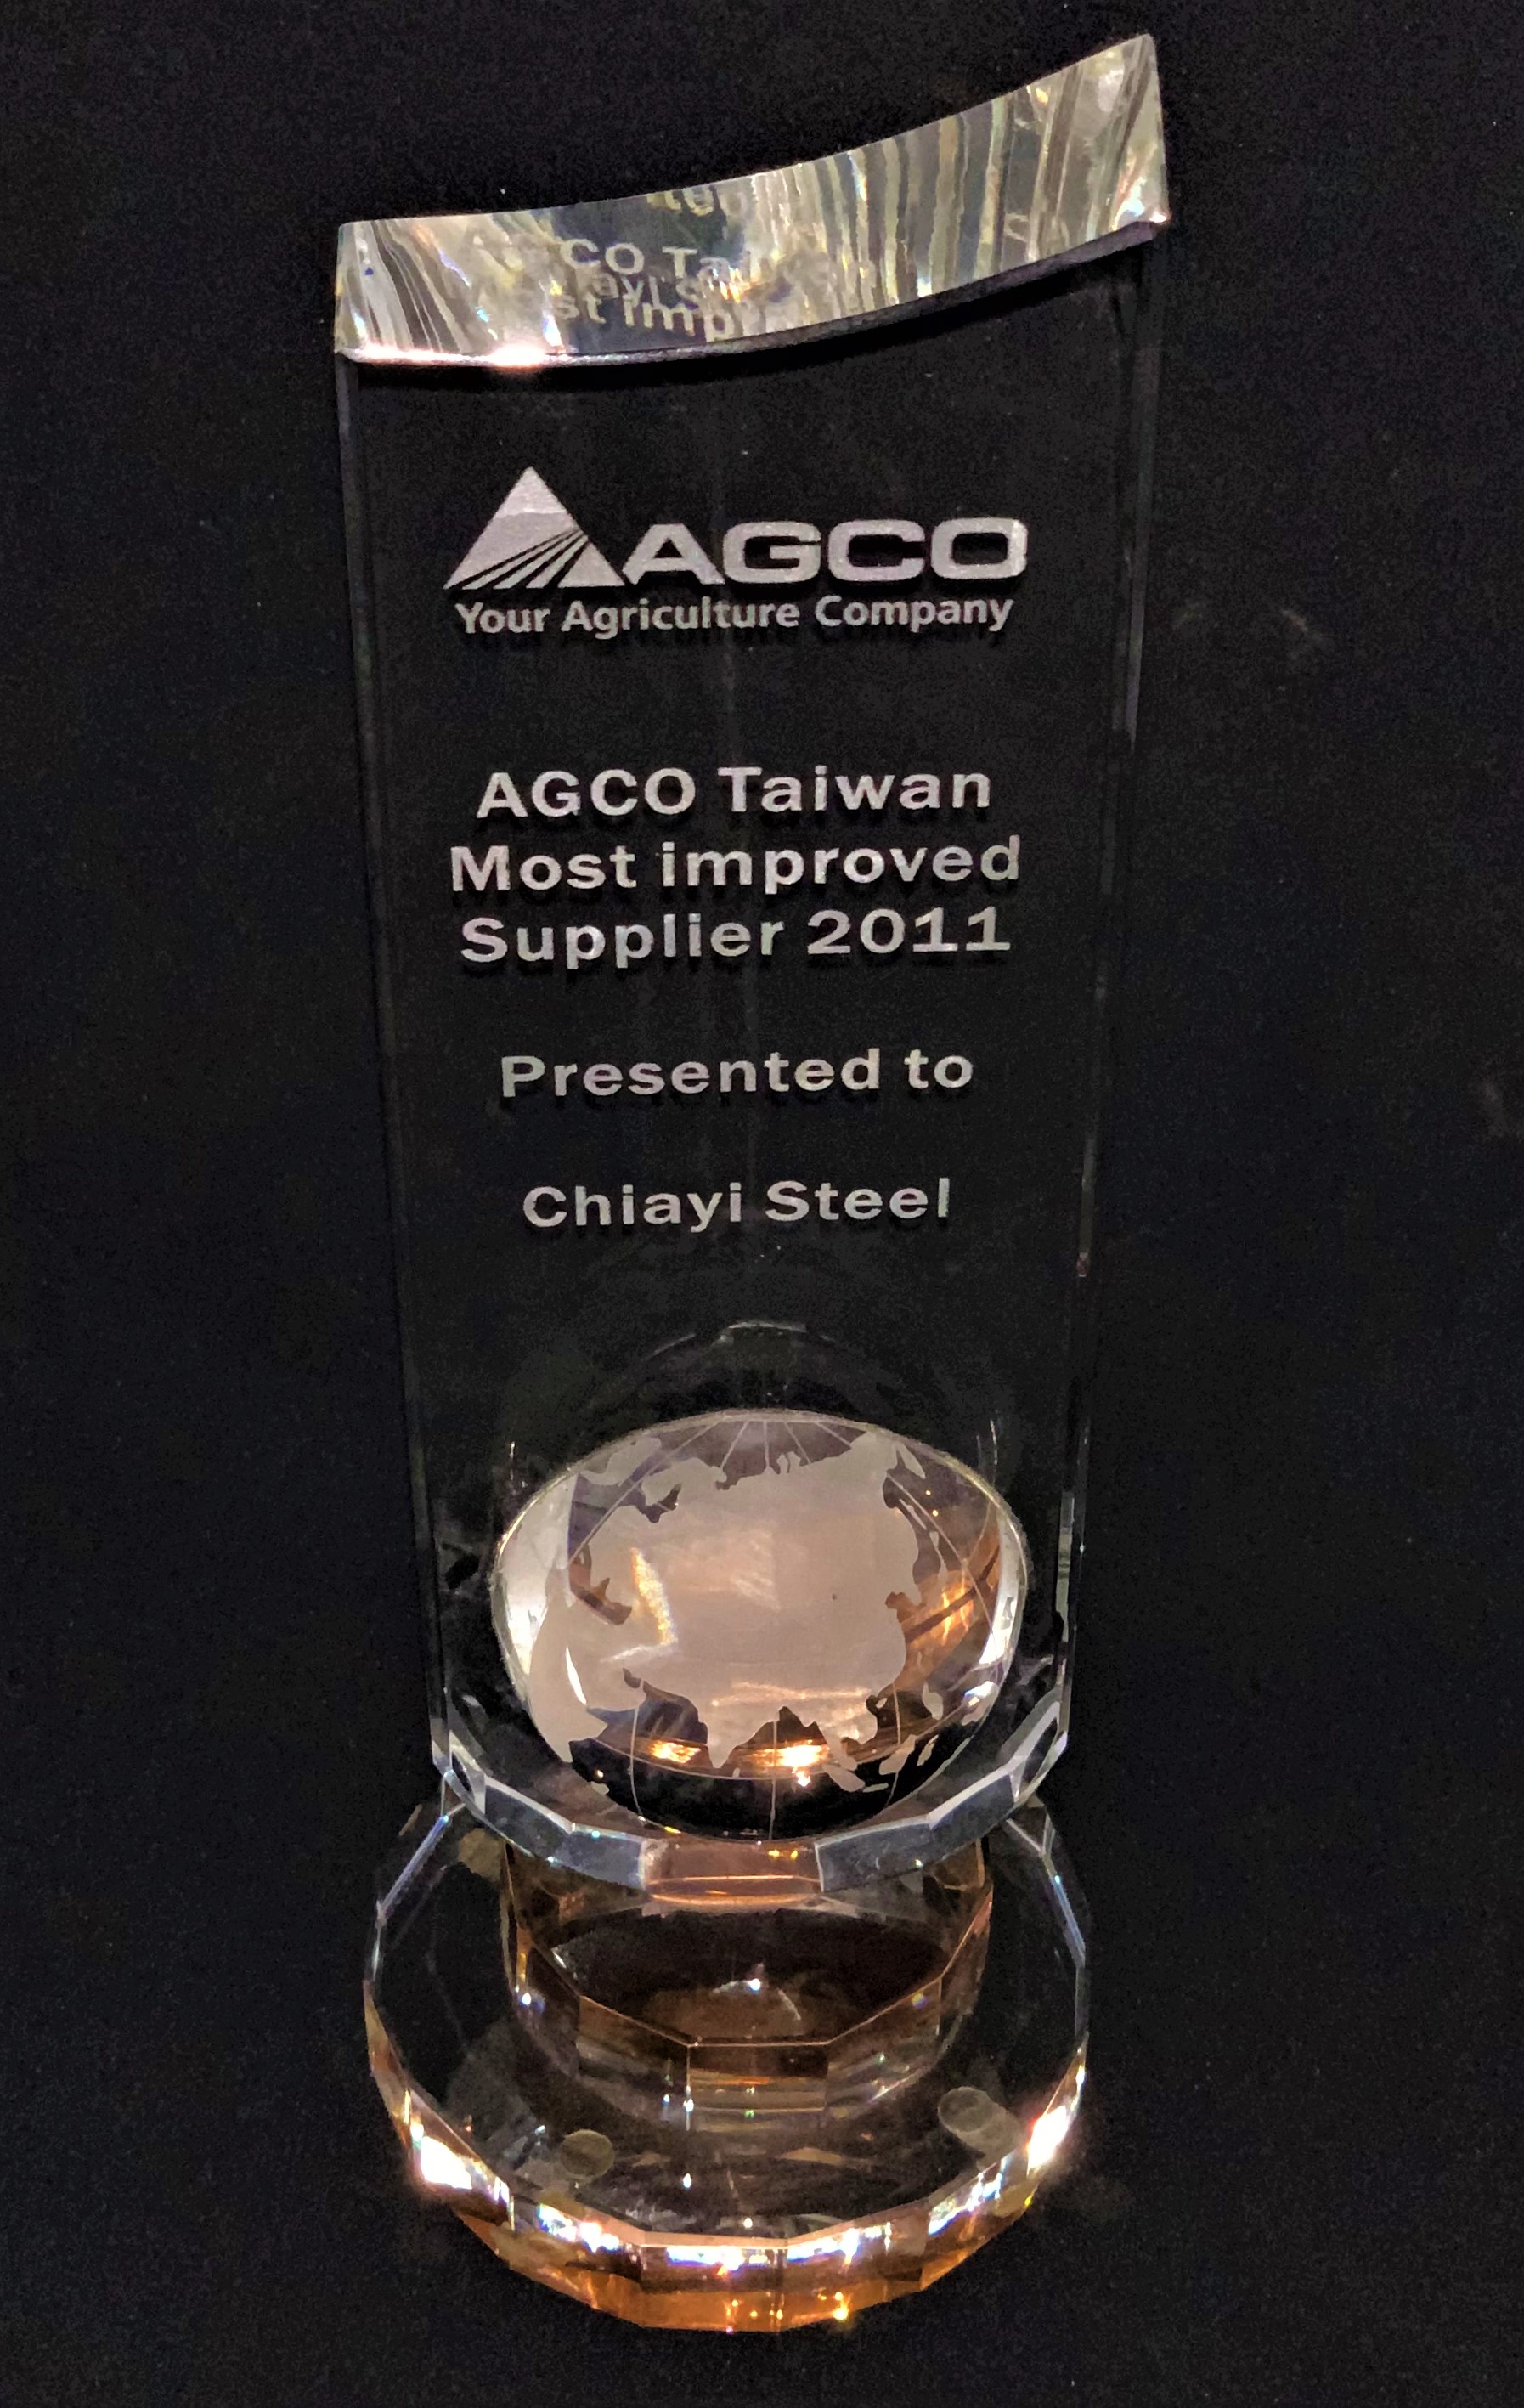 AGCO
Your Agriculture Company
AGCO Taiwan
Most improved
Supplier 2011
Presented to
Chiayi Steel